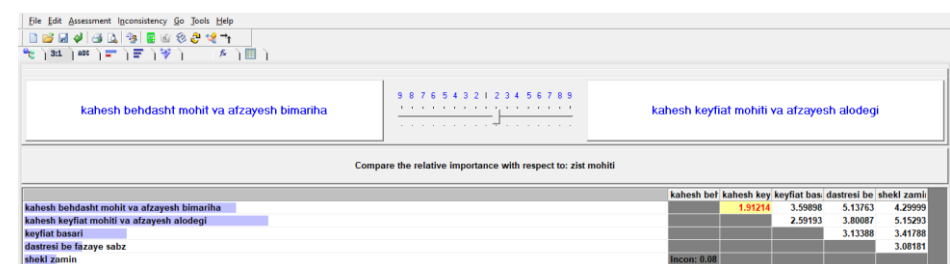 File Edit Assessment Inconsistency Go Tools Help
3:1 ABC
kahesh behdasht mohit va afzayesh bimariha
9 8 7 6 5 4 3 2 1 2 3 4 5 6 7 8 9
kahesh keyfiat mohiti va afzayesh alodegi
Compare the relative importance with respect to: zist mohiti
kahesh beh kahesh key keyfiat bas dastresi be shekl zami
kahesh behdasht mohit va afzayesh bimariha 1.91214 3.59898 5.13763 4.29999
kahesh keyfiat mohiti va afzayesh alodegi 2.59193 3.80087 5.15293
keyfiat basari 3.13388 3.41788
dastresi be fazaye sabz 3.08181
shekl zamin Incon: 0.08